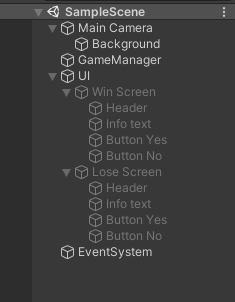 SampleScene
Main Camera
Background
GameManager
UI
Win Screen
Header
Info text
Button Yes
Button No
Lose Screen
Header
Info text
Button Yes
Button No
EventSystem